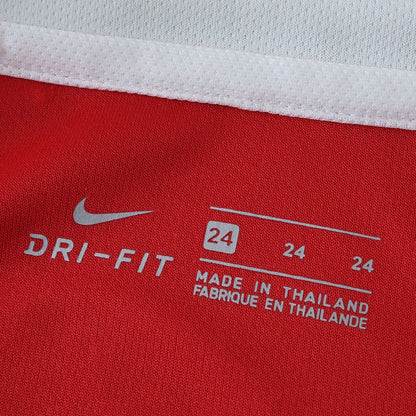 DRI-FIT
24 24 24
MADE IN THAILAND
FABRIQUE EN THAILANDE